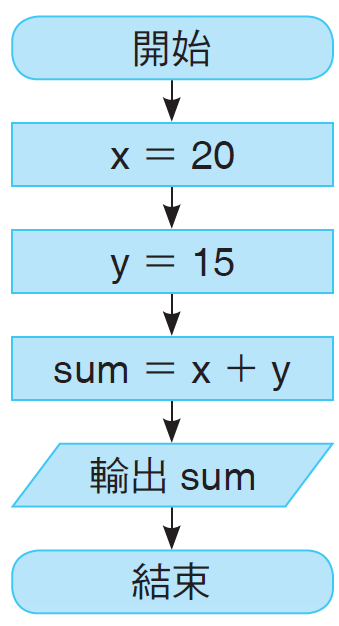 開始
x = 20
y = 15
sum = x + y
輸出 sum
結束